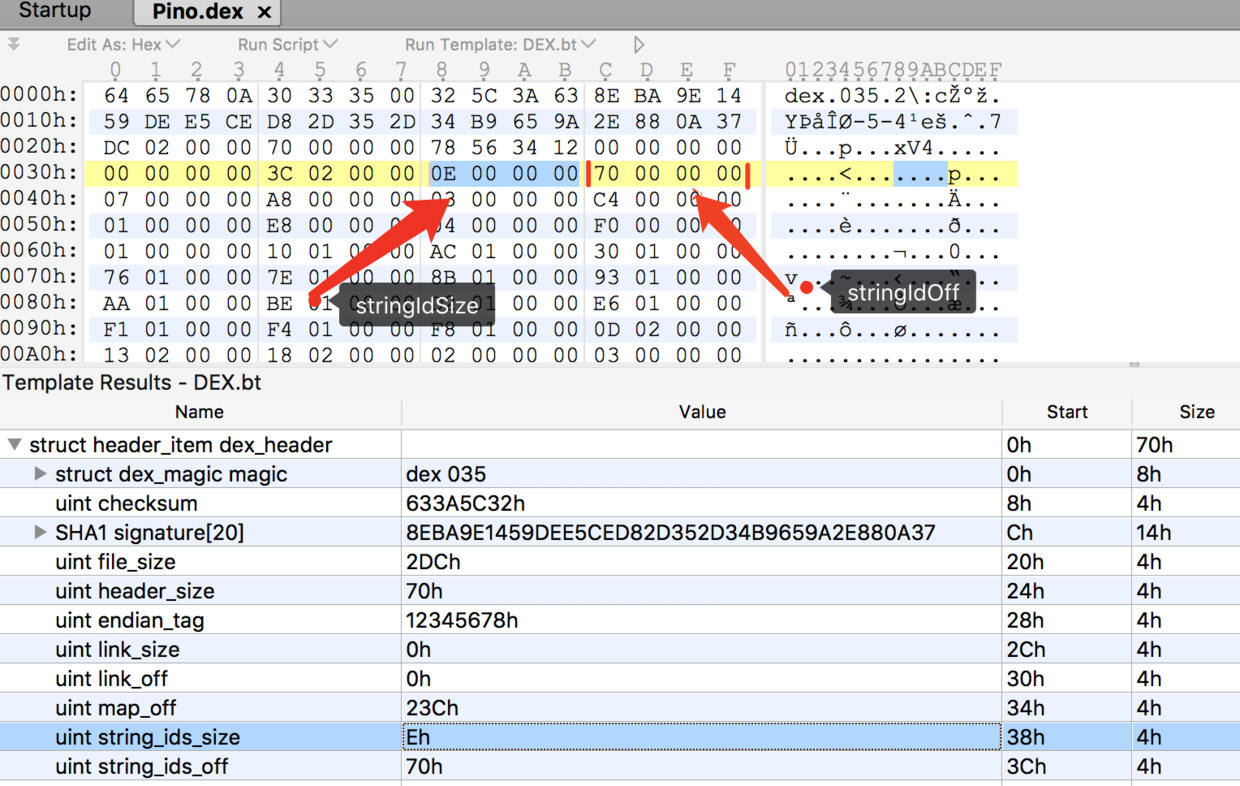 Startup Pino.dex ×
Edit As: Hex Run Script Run Template: DEX.bt
0 1 2 3 4 5 6 7 8 9 A B C D E F 0123456789ABCDEF
0000h: 64 65 78 0A 30 33 35 00 32 5C 3A 63 8E BA 9E 14 dex.035.2\:cŽºž.
0010h: 59 DE E5 CE D8 2D 35 2D 34 B9 65 9A 2E 88 0A 37 YÞåÎØ-5-4¹eš.ˆ.7
0020h: DC 02 00 00 70 00 00 00 78 56 34 12 00 00 00 00 Ü...p...xV4.....
0030h: 00 00 00 00 3C 02 00 00 0E 00 00 00 70 00 00 00 ....<.......p...
0040h: 07 00 00 00 A8 00 00 00 03 00 00 00 C4 00 00 00 ....¨.......Ä...
0050h: 01 00 00 00 E8 00 00 00 04 00 00 00 F0 00 00 00 ....è.......ð...
0060h: 01 00 00 00 10 01 00 00 AC 01 00 00 30 01 00 00 ........¬...0...
0070h: 76 01 00 00 7E 01 00 00 8B 01 00 00 93 01 00 00 v...~...‹...“...
0080h: AA 01 00 00 BE 01 00 00 E6 01 00 00 ª...¾...
stringIdSize stringIdOff
0090h: F1 01 00 00 F4 01 00 00 F8 01 00 00 0D 02 00 00 ñ...ô...ø.......
00A0h: 13 02 00 00 18 02 00 00 02 00 00 00 03 00 00 00 ................
Template Results - DEX.bt
Name Value Start Size
struct header_item dex_header 0h 70h
struct dex_magic magic dex 035 0h 8h
uint checksum 633A5C32h 8h 4h
SHA1 signature[20] 8EBA9E1459DEE5CED82D352D34B9659A2E880A37 Ch 14h
uint file_size 2DCh 20h 4h
uint header_size 70h 24h 4h
uint endian_tag 12345678h 28h 4h
uint link_size 0h 2Ch 4h
uint link_off 0h 30h 4h
uint map_off 23Ch 34h 4h
uint string_ids_size Eh 38h 4h
uint string_ids_off 70h 3Ch 4h